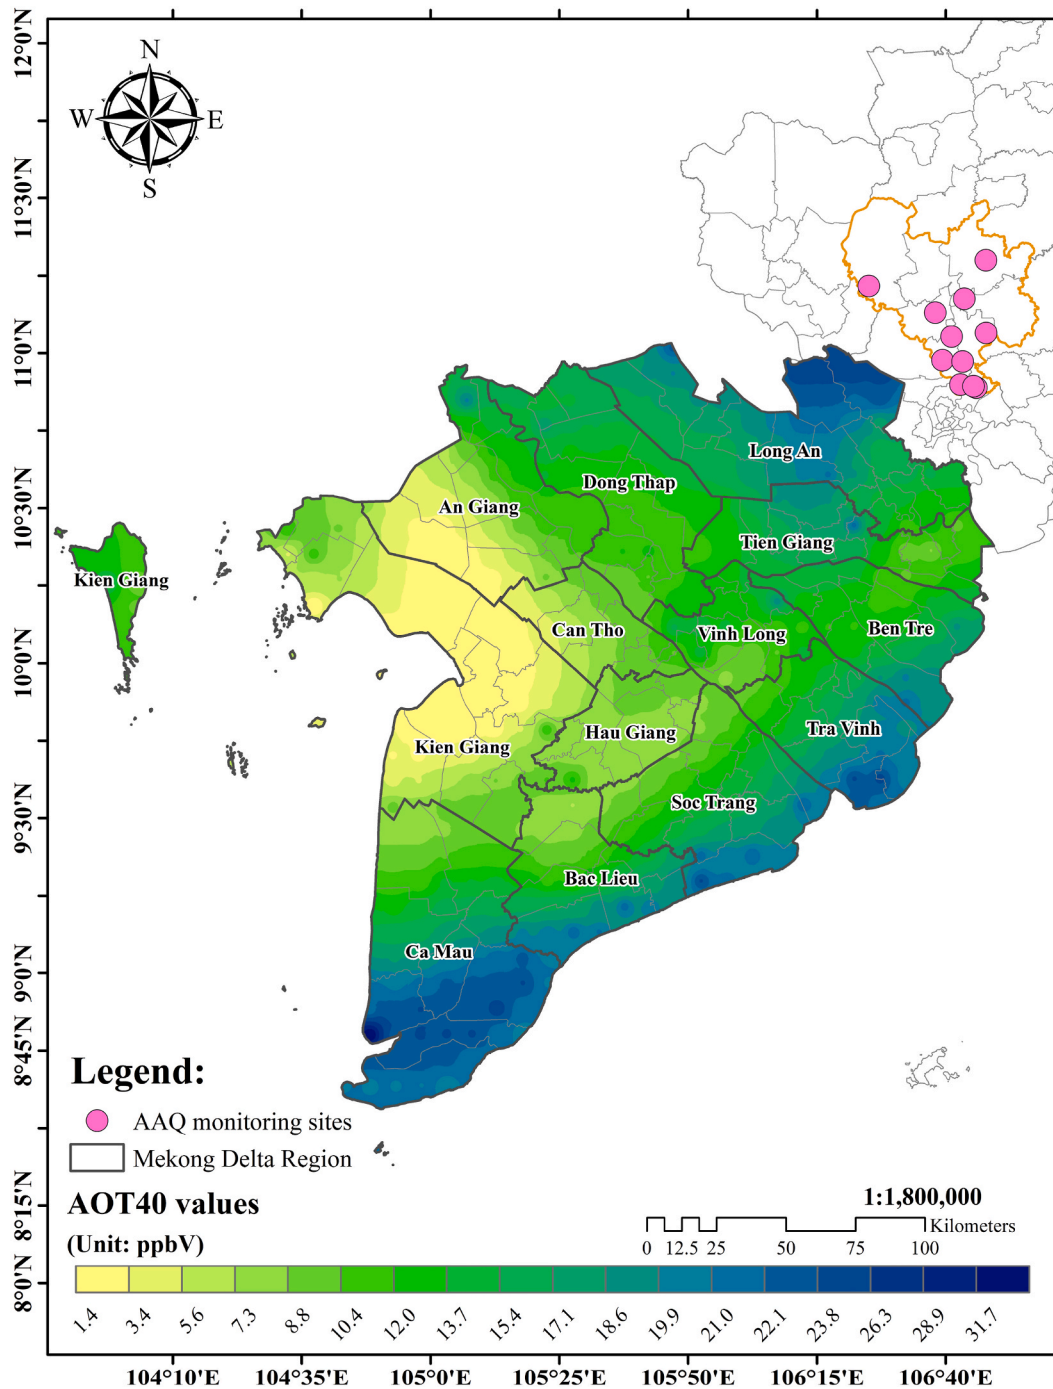 12°0'N
11°30'N
11°0'N
10°30'N
10°0'N
9°30'N
9°0'N
8°45'N
8°15'N
8°0'N
N
W E
S
Long An
Dong Thap
An Giang
Tien Giang
Kien Giang
Can Tho
Vinh Long
Ben Tre
Tra Vinh
Hau Giang
Kien Giang
Soc Trang
Bac Lieu
Ca Mau
Legend:
AAQ monitoring sites
Mekong Delta Region
AOT40 values
(Unit: ppbV)
1:1,800,000
Kilometers
0 12.5 25 50 75 100
1.4 3.4 5.6 7.3 8.8 10.4 12.0 13.7 15.4 17.1 18.6 19.9 21.0 22.1 23.8 26.3 28.9 31.7
104°10'E 104°35'E 105°0'E 105°25'E 105°50'E 106°15'E 106°40'E